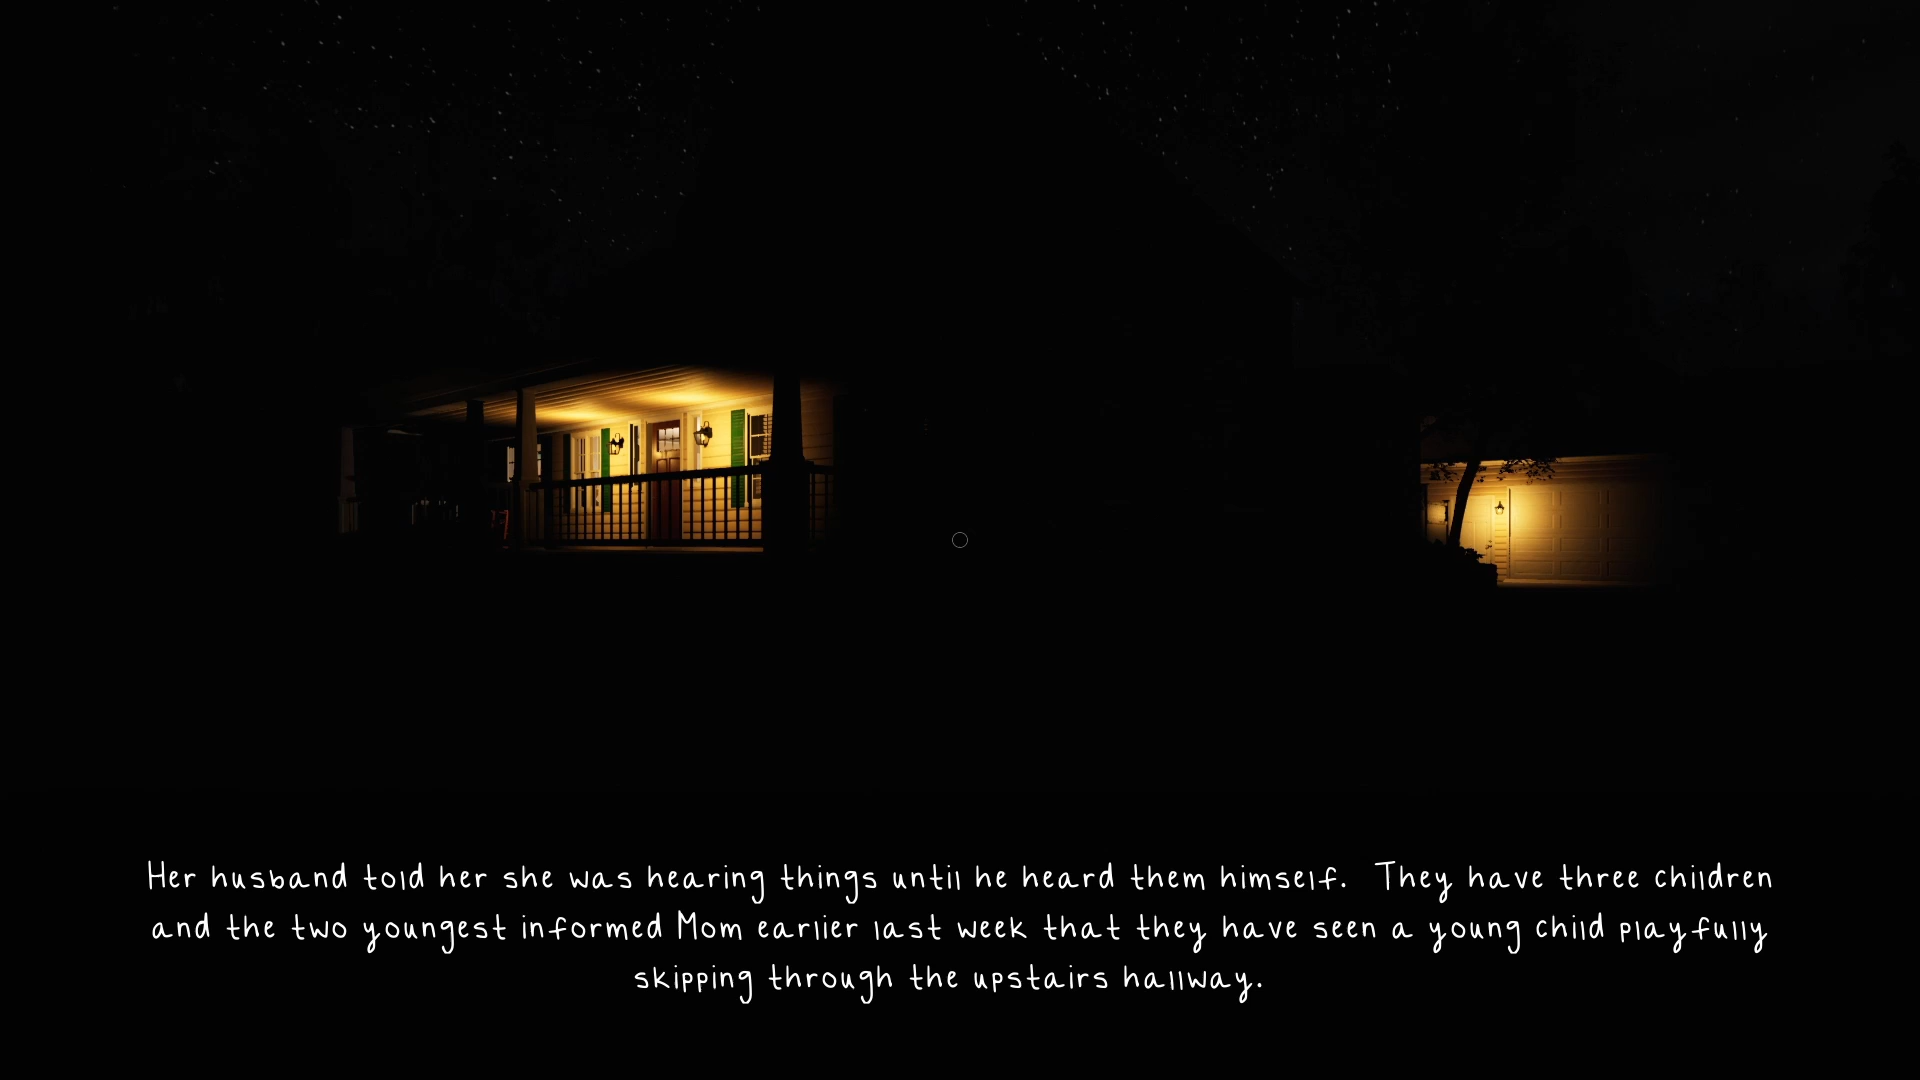 Her husband told her she was hearing things until he heard them himself.  They have three children
and the two youngest informed Mom earlier last week that they have seen a young child playfully
skipping through the upstairs hallway.